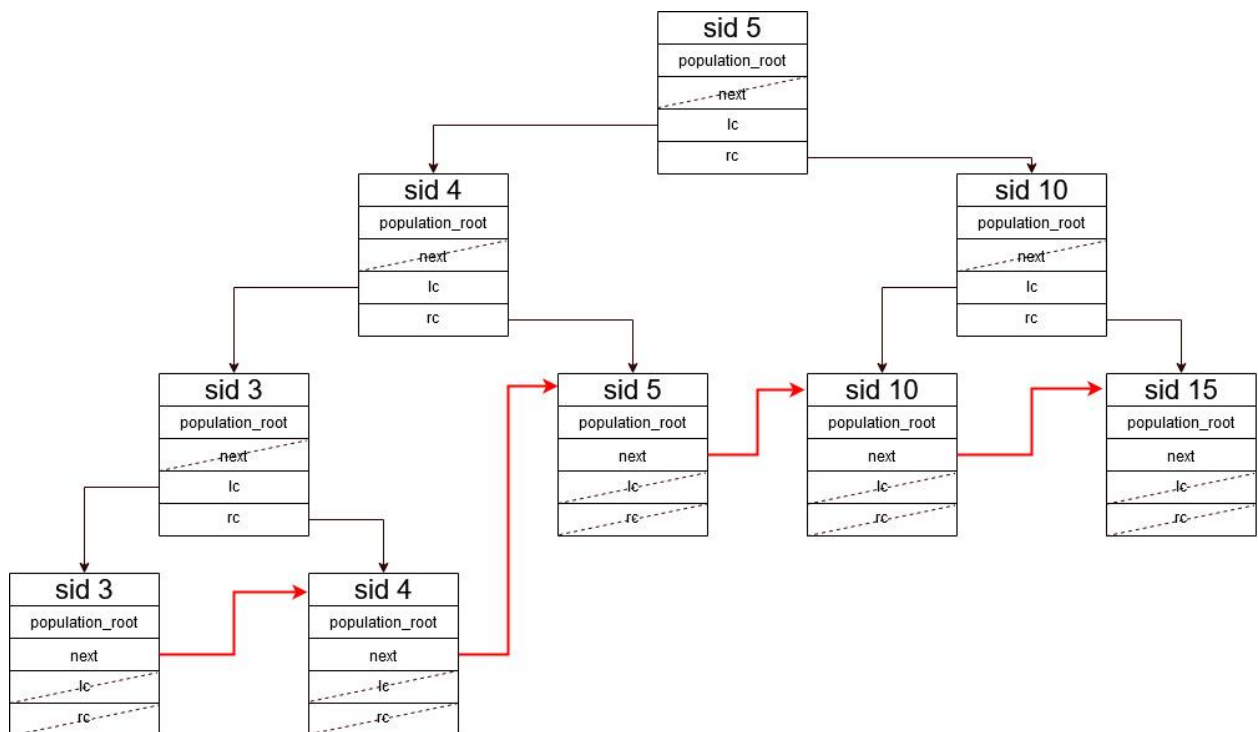 sid 5
population_root
next
lc
rc
sid 4
population_root
next
lc
rc
sid 10
population_root
next
lc
rc
sid 3
population_root
next
lc
rc
sid 5
population_root
next
lc
rc
sid 10
population_root
next
lc
rc
sid 15
population_root
next
lc
rc
sid 3
population_root
next
lc
rc
sid 4
population_root
next
lc
rc